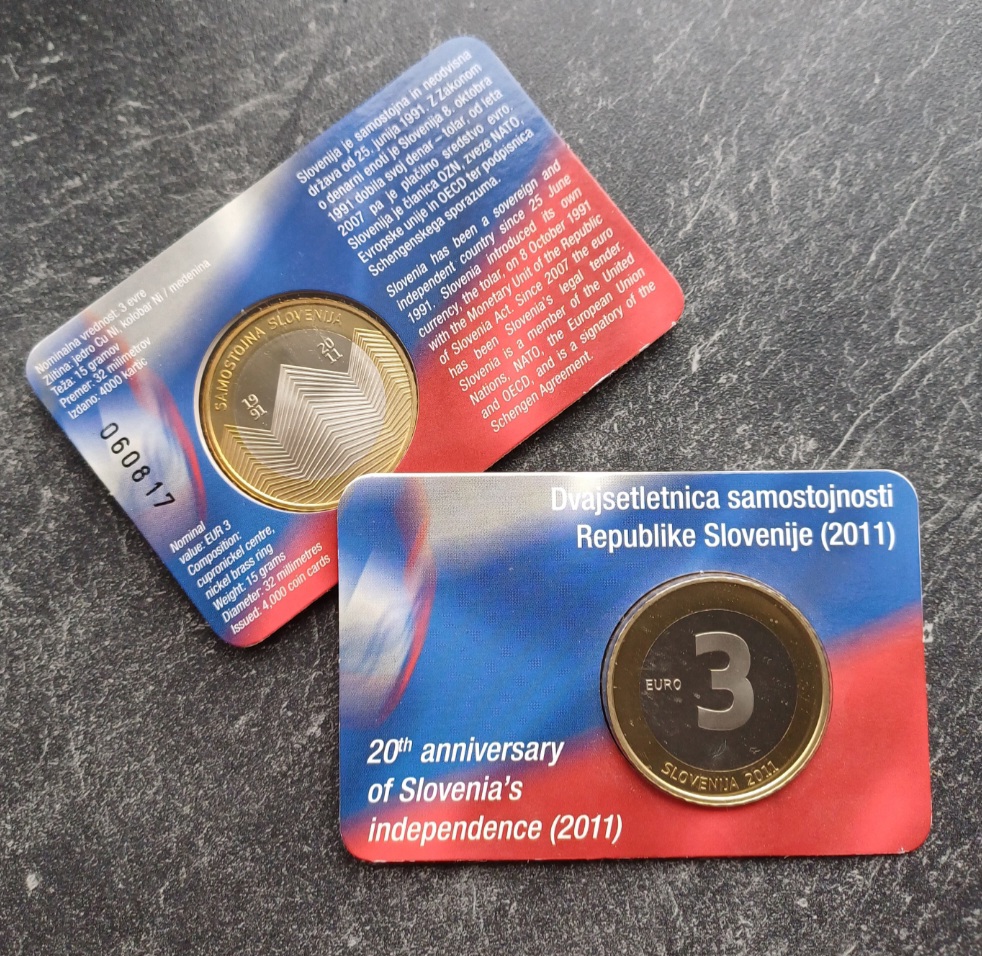 Slovenija je samostojna in neodvisna
država od 25. junija 1991. Z Zakonom
o denarni enoti je Slovenija 8. oktobra
1991 dobila svoj denar – tolar, od leta
2007 pa je plačilno sredstvo evro.
Slovenija je članica OZN, zveze NATO,
Evropske unije in OECD ter podpisnica
Schengenskega sporazuma.
Slovenia has been a sovereign and
independent country since 25 June
1991. Slovenia introduced its own
currency, the tolar, on 8 October 1991
with the Monetary Unit of the Republic
of Slovenia Act. Since 2007 the euro
has been Slovenia's legal tender.
Slovenia is a member of the United
Nations, NATO, the European Union
and OECD, and is a signatory of the
Schengen Agreement.
Nominalna vrednost: 3 evre
Zlitina: jedro Cu Ni, kolobar Ni / medenina
Teža: 15 gramov
Premer: 32 milimetrov
Izdano: 4000 kartic
SAMOSTOJNA SLOVENIJA
20
11
19
91
060817
Nominal
value: EUR 3
Composition:
cupronickel centre,
nickel brass ring
Weight: 15 grams
Diameter: 32 millimetres
Issued: 4,000 coin cards
Dvajsetletnica samostojnosti
Republike Slovenije (2011)
EURO 3
SLOVENIJA 2011
20th anniversary
of Slovenia's
independence (2011)